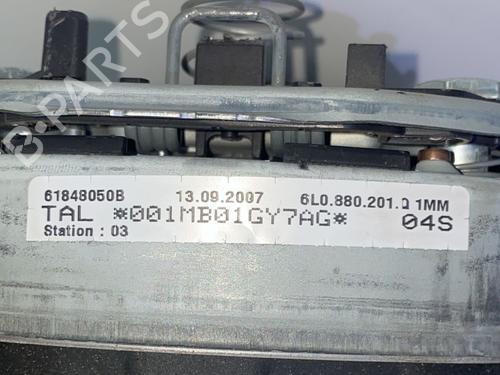 B-PARTS
61848050B 13.09.2007 6L0.880.201.Q 1MM
TAL *001MB01GY7AG* 04S
Station : 03